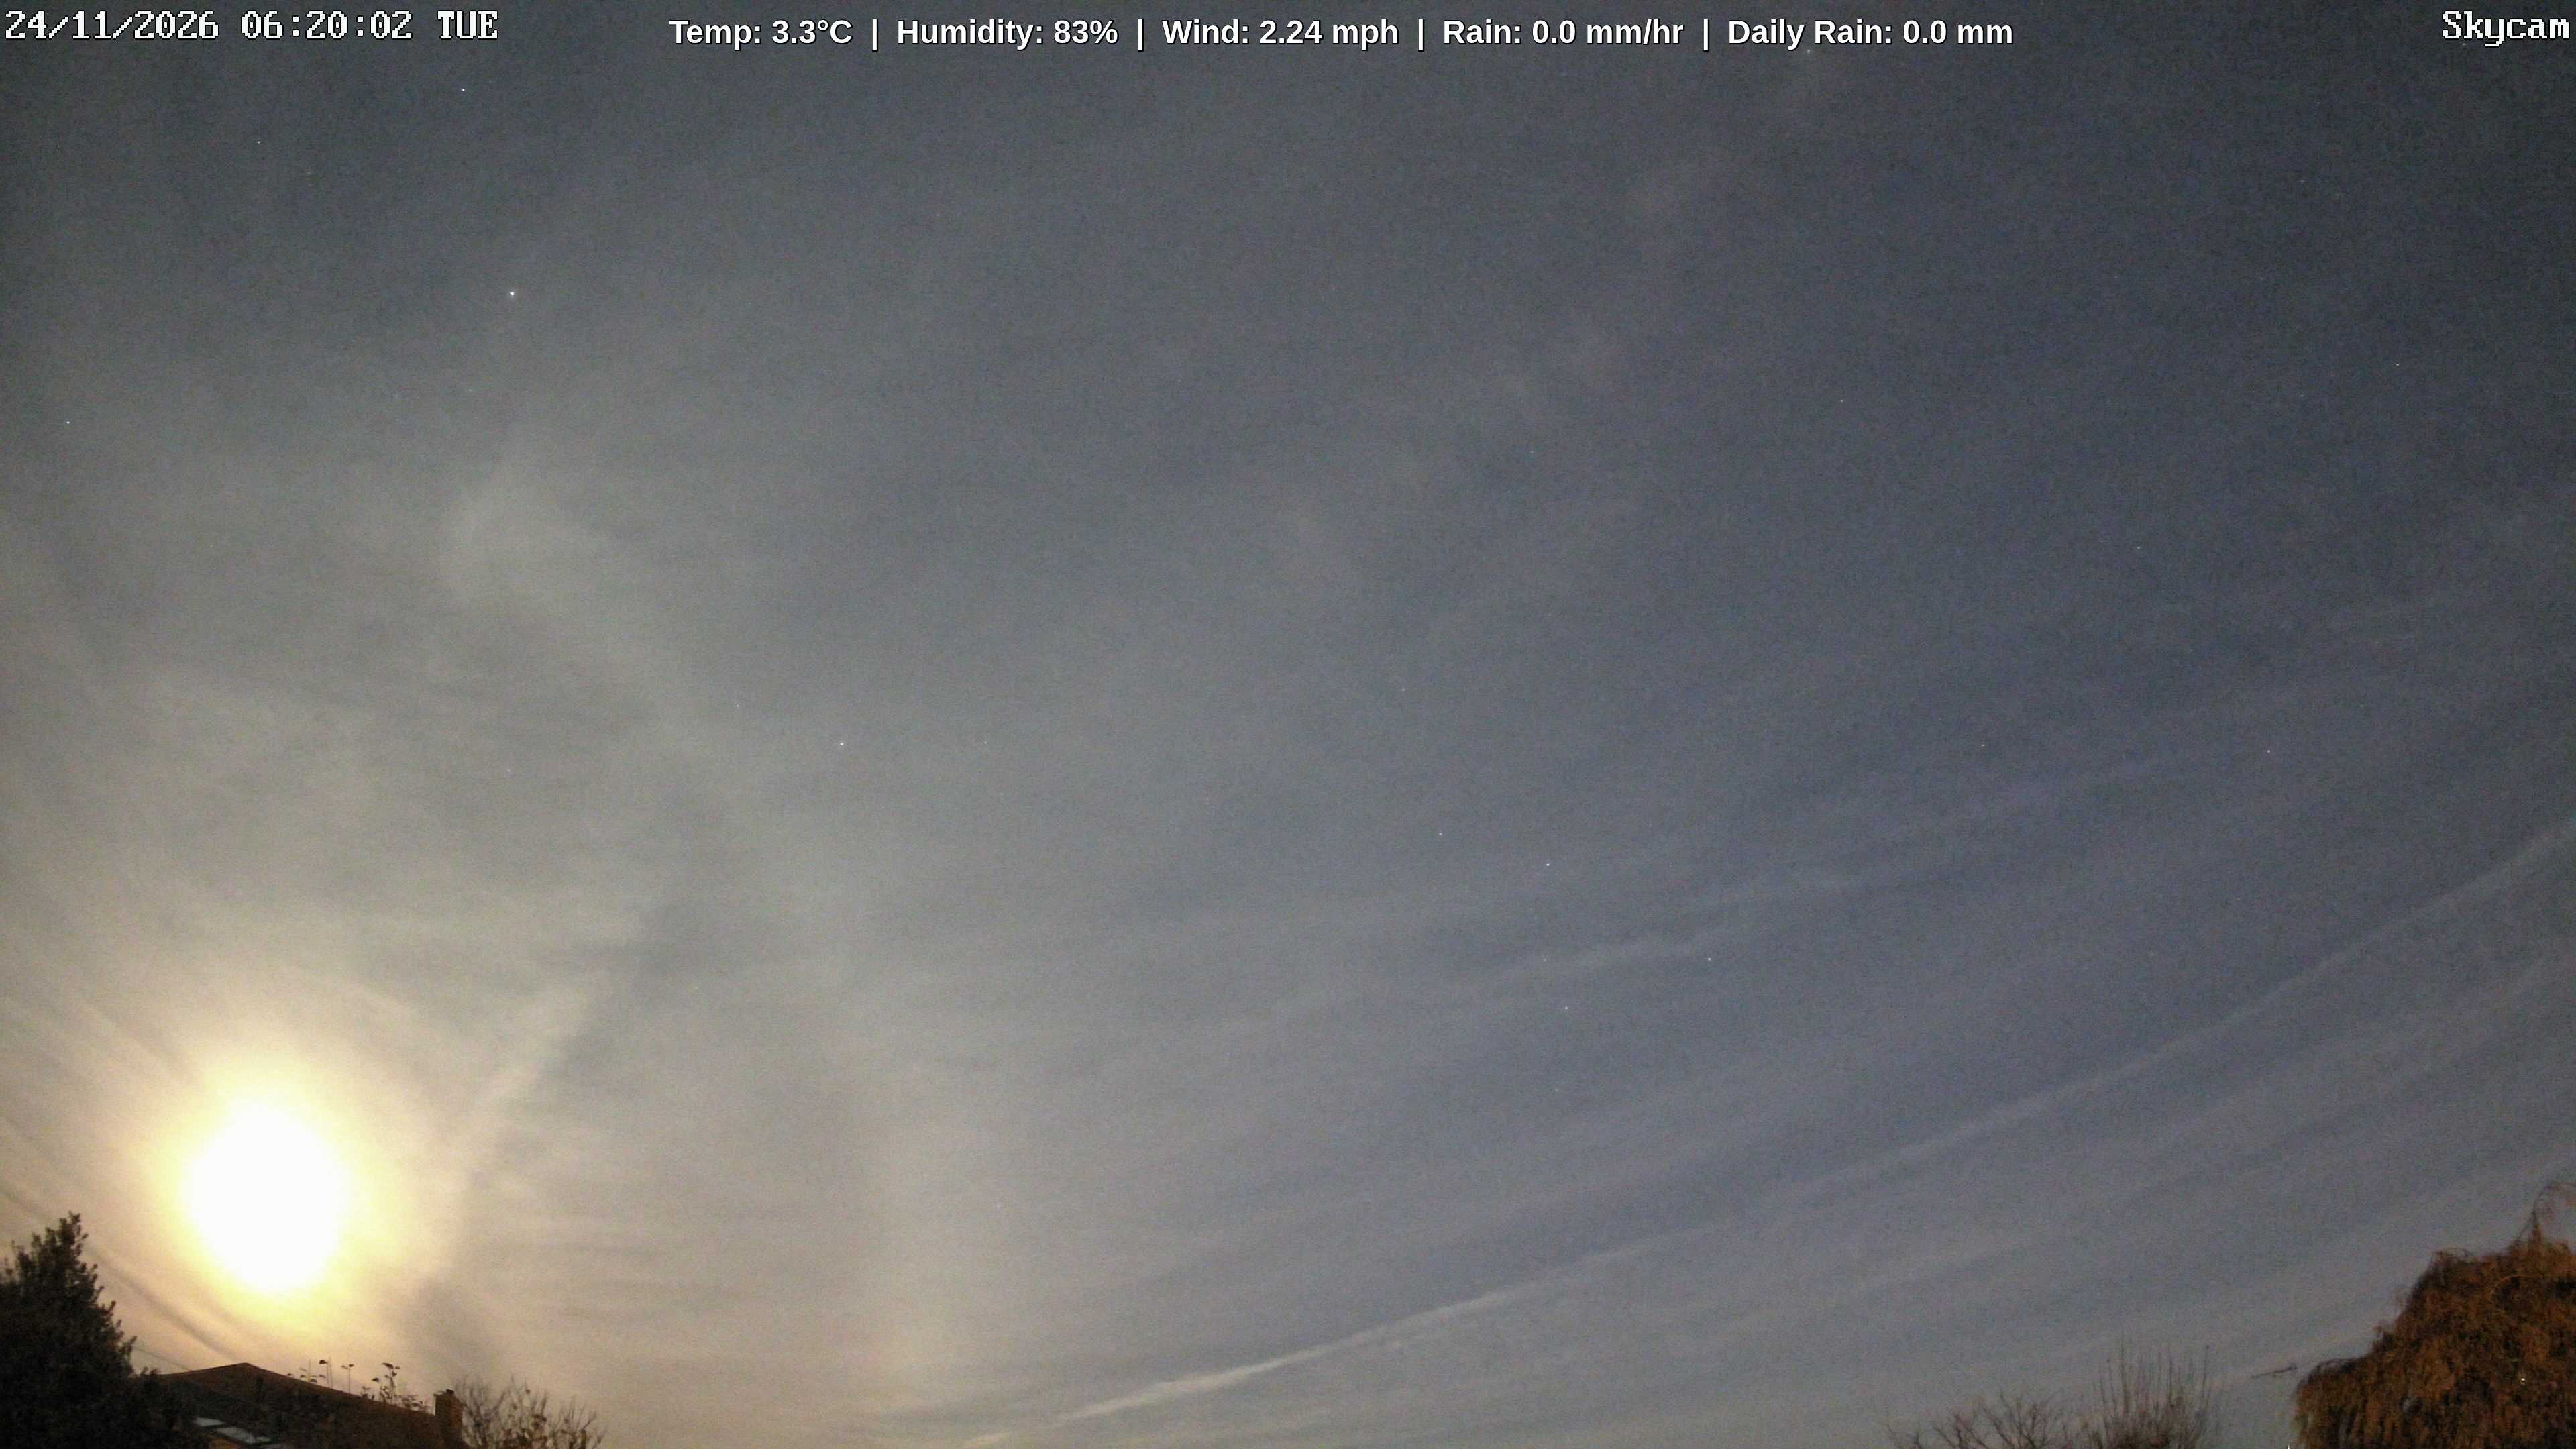 24/11/2026 06:20:02 TUE
Temp: 3.3°C | Humidity: 83% | Wind: 2.24 mph | Rain: 0.0 mm/hr | Daily Rain: 0.0 mm
Skycam